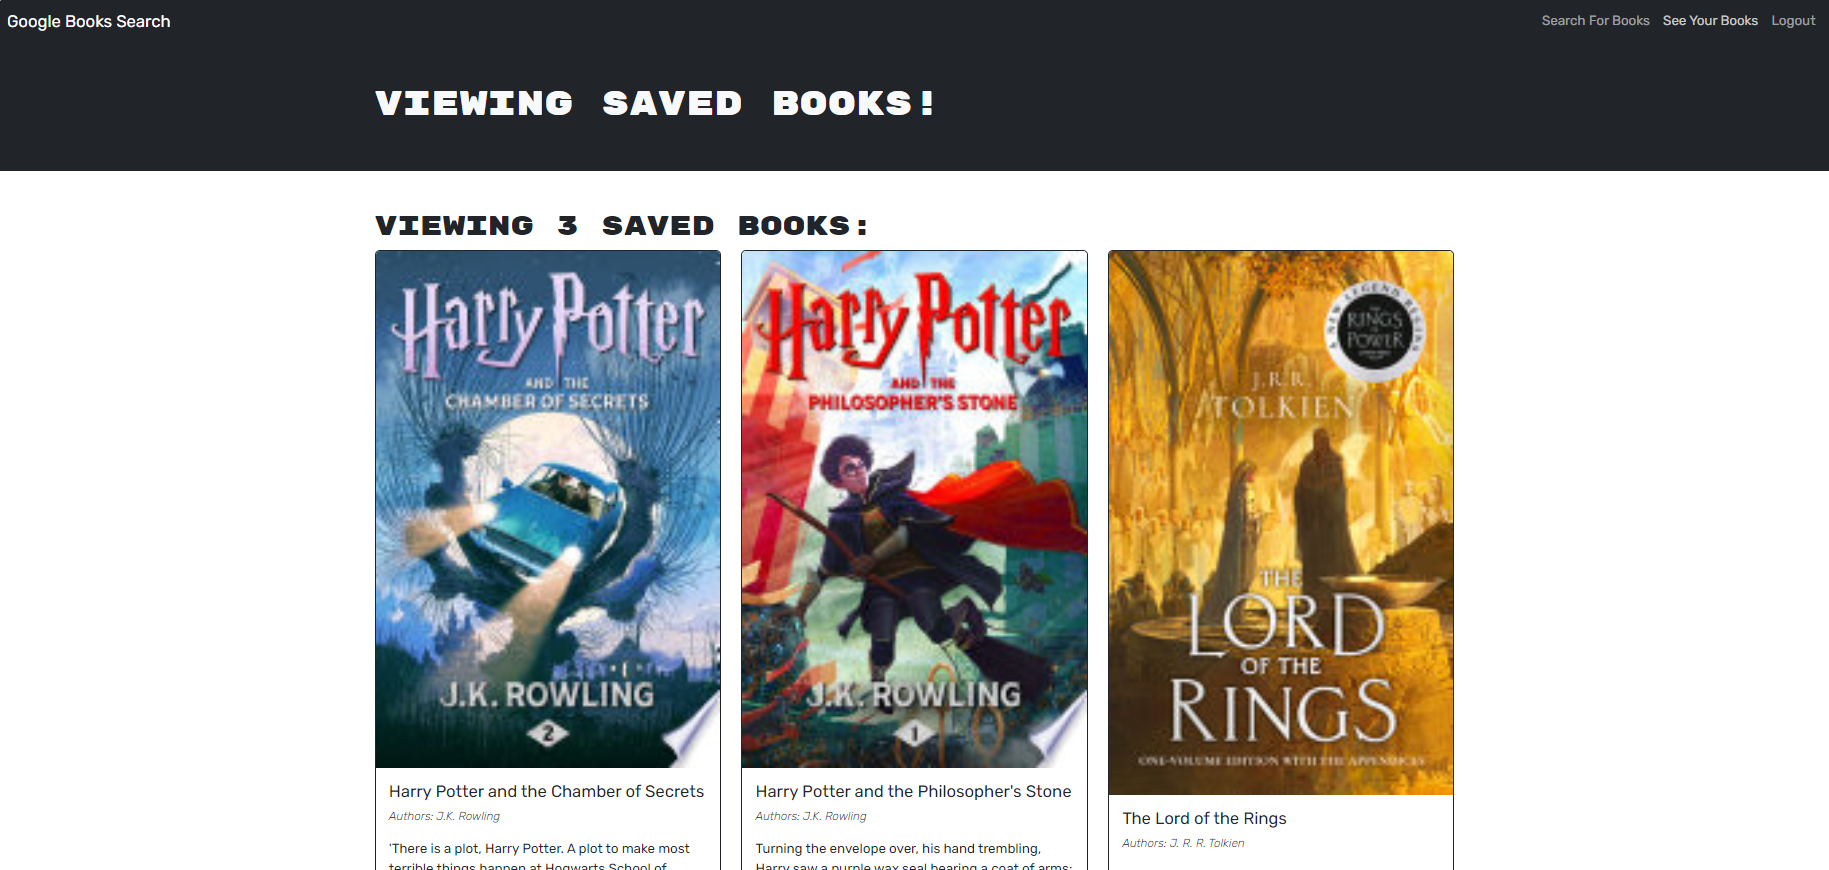 Google Books Search
Search For Books See Your Books Logout
VIEWING SAVED BOOKS!
VIEWING 3 SAVED BOOKS:
Harry Potter
AND THE
CHAMBER OF SECRETS
J.K. ROWLING
2
Harry Potter and the Chamber of Secrets
Authors: J.K. Rowling
'There is a plot, Harry Potter. A plot to make most
terrible things happen at Hogwarts School of
Harry Potter
AND THE
PHILOSOPHER'S STONE
J.K. ROWLING
1
Harry Potter and the Philosopher's Stone
Authors: J.K. Rowling
Turning the envelope over, his hand trembling,
Harry saw a purple wax seal bearing a coat of arms;
A NEW LEGEND BEGINS
THE
RINGS
OF
POWER
J.R.R.
TOLKIEN
THE
LORD
OF THE
RINGS
ONE-VOLUME EDITION WITH THE APPENDICES
The Lord of the Rings
Authors: J. R. R. Tolkien